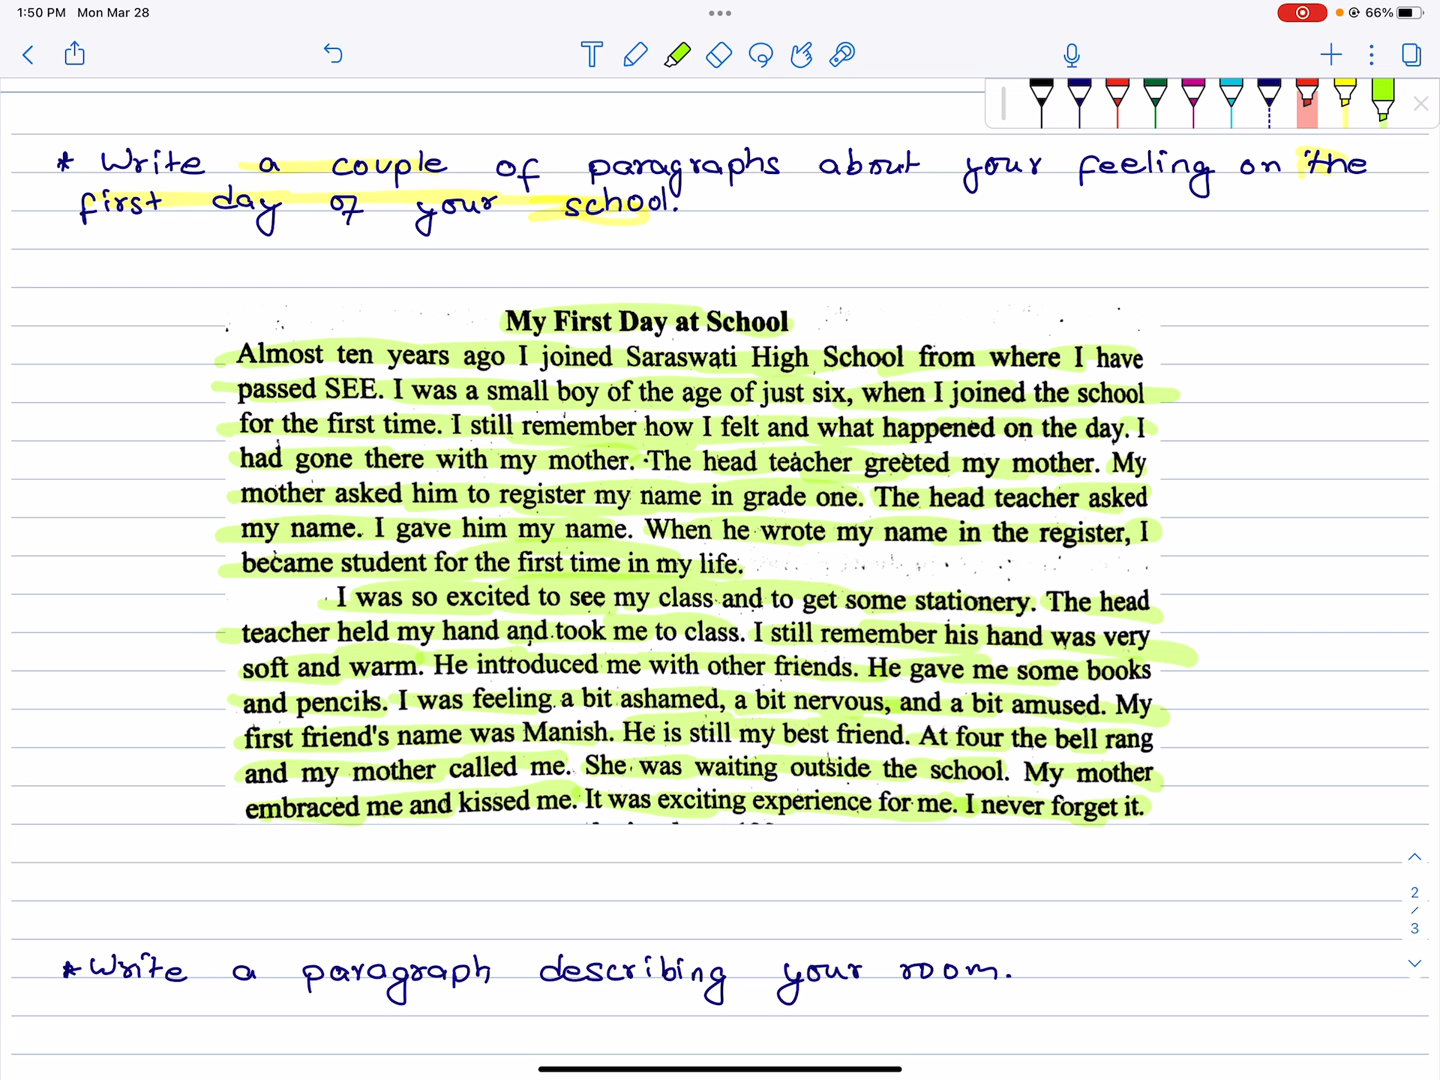 1:50 PM Mon Mar 28
66%
* Write a couple of paragraphs about your feeling on the
first day of your school.
My First Day at School
Almost ten years ago I joined Saraswati High School from where I have
passed SEE. I was a small boy of the age of just six, when I joined the school
for the first time. I still remember how I felt and what happened on the day. I
had gone there with my mother. The head teacher greeted my mother. My
mother asked him to register my name in grade one. The head teacher asked
my name. I gave him my name. When he wrote my name in the register, I
became student for the first time in my life.
I was so excited to see my class and to get some stationery. The head
teacher held my hand and took me to class. I still remember his hand was very
soft and warm. He introduced me with other friends. He gave me some books
and pencils. I was feeling a bit ashamed, a bit nervous, and a bit amused. My
first friend's name was Manish. He is still my best friend. At four the bell rang
and my mother called me. She was waiting outside the school. My mother
embraced me and kissed me. It was exciting experience for me. I never forget it.
2
/
3
* Write a paragraph describing your room.